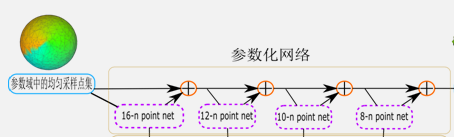 参数化网络
参数域中的均匀采样点集
16-n point net
12-n point net
10-n point net
8-n point net